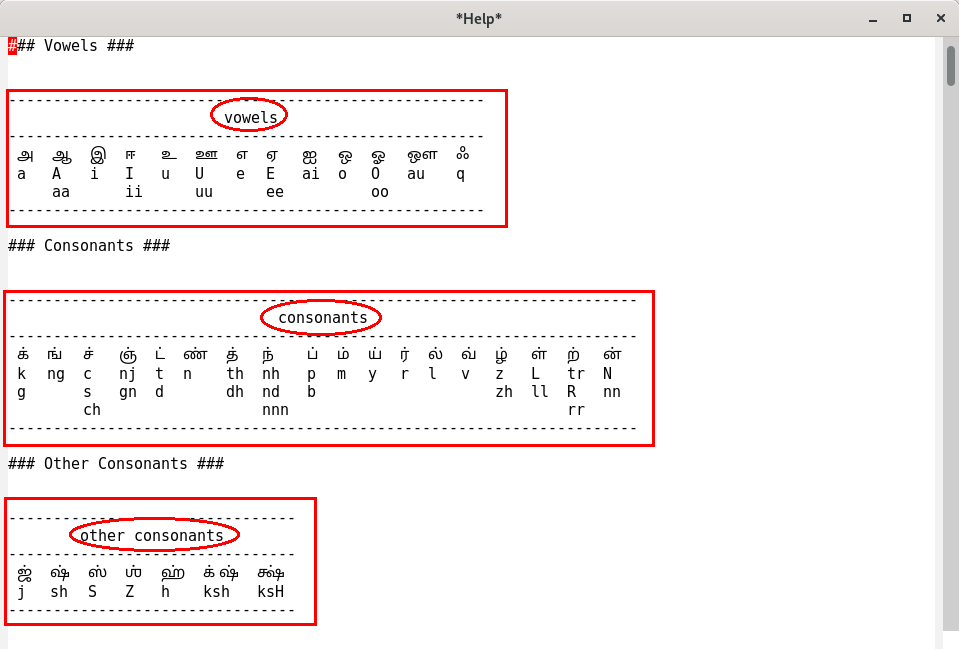 *Help*
### Vowels ###
-----------------------------------------------------
vowels
-----------------------------------------------------
அ ஆ இ ஈ உ ஊ எ ஏ ஐ ஒ ஓ ஔ ஃ
a A i I u U e E ai o O au q
aa ii uu ee oo
-----------------------------------------------------
### Consonants ###
----------------------------------------------------------------------
consonants
----------------------------------------------------------------------
க் ங் ச் ஞ் ட் ண் த் ந் ப் ம் ய் ர் ல் வ் ழ் ள் ற் ன்
k ng c nj t n th nh p m y r l v z L tr N
g s gn d dh nd b zh ll R nn
ch nnn rr
----------------------------------------------------------------------
### Other Consonants ###
--------------------------------
other consonants
--------------------------------
ஜ் ஷ் ஸ் ஶ் ஹ் க்‌ஷ் க்ஷ்
j sh S Z h ksh ksH
--------------------------------